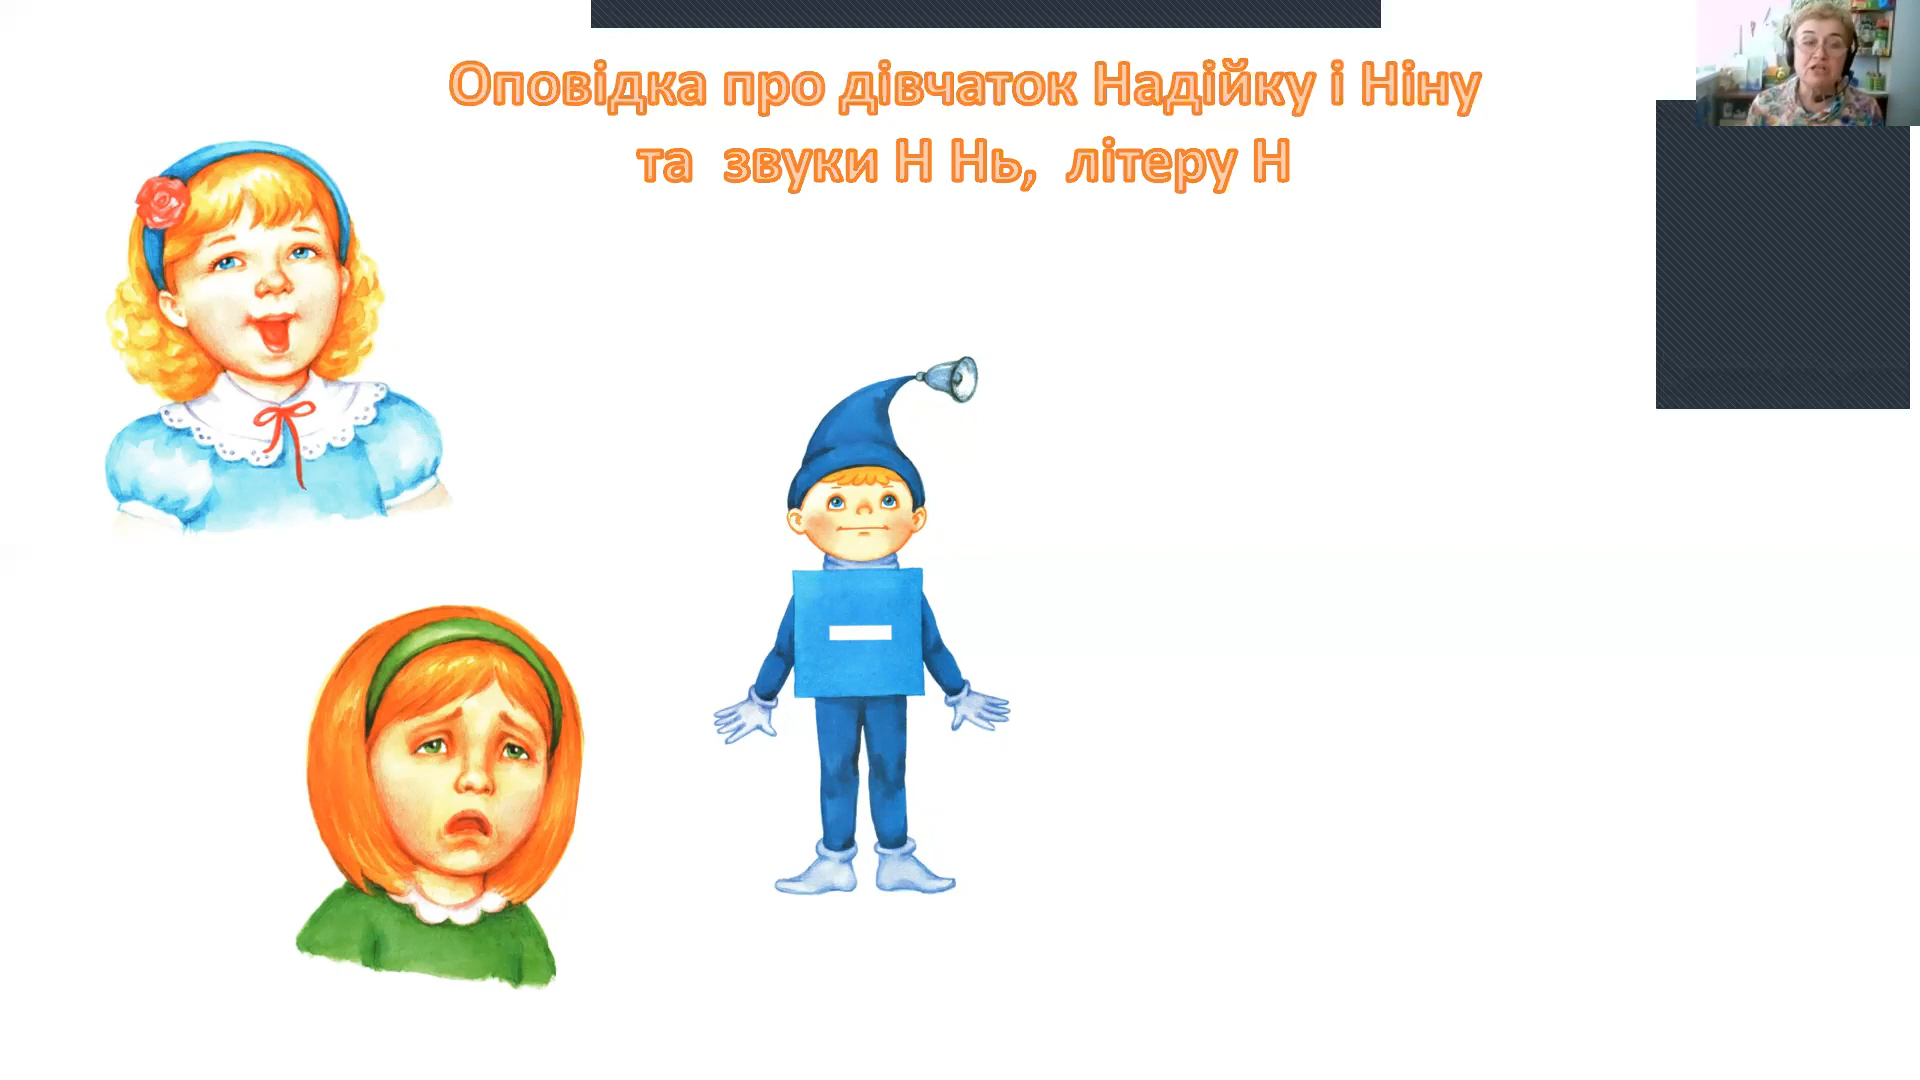 Оповідка про дівчаток Надійку і Ніну
та звуки Н Нь, літеру Н